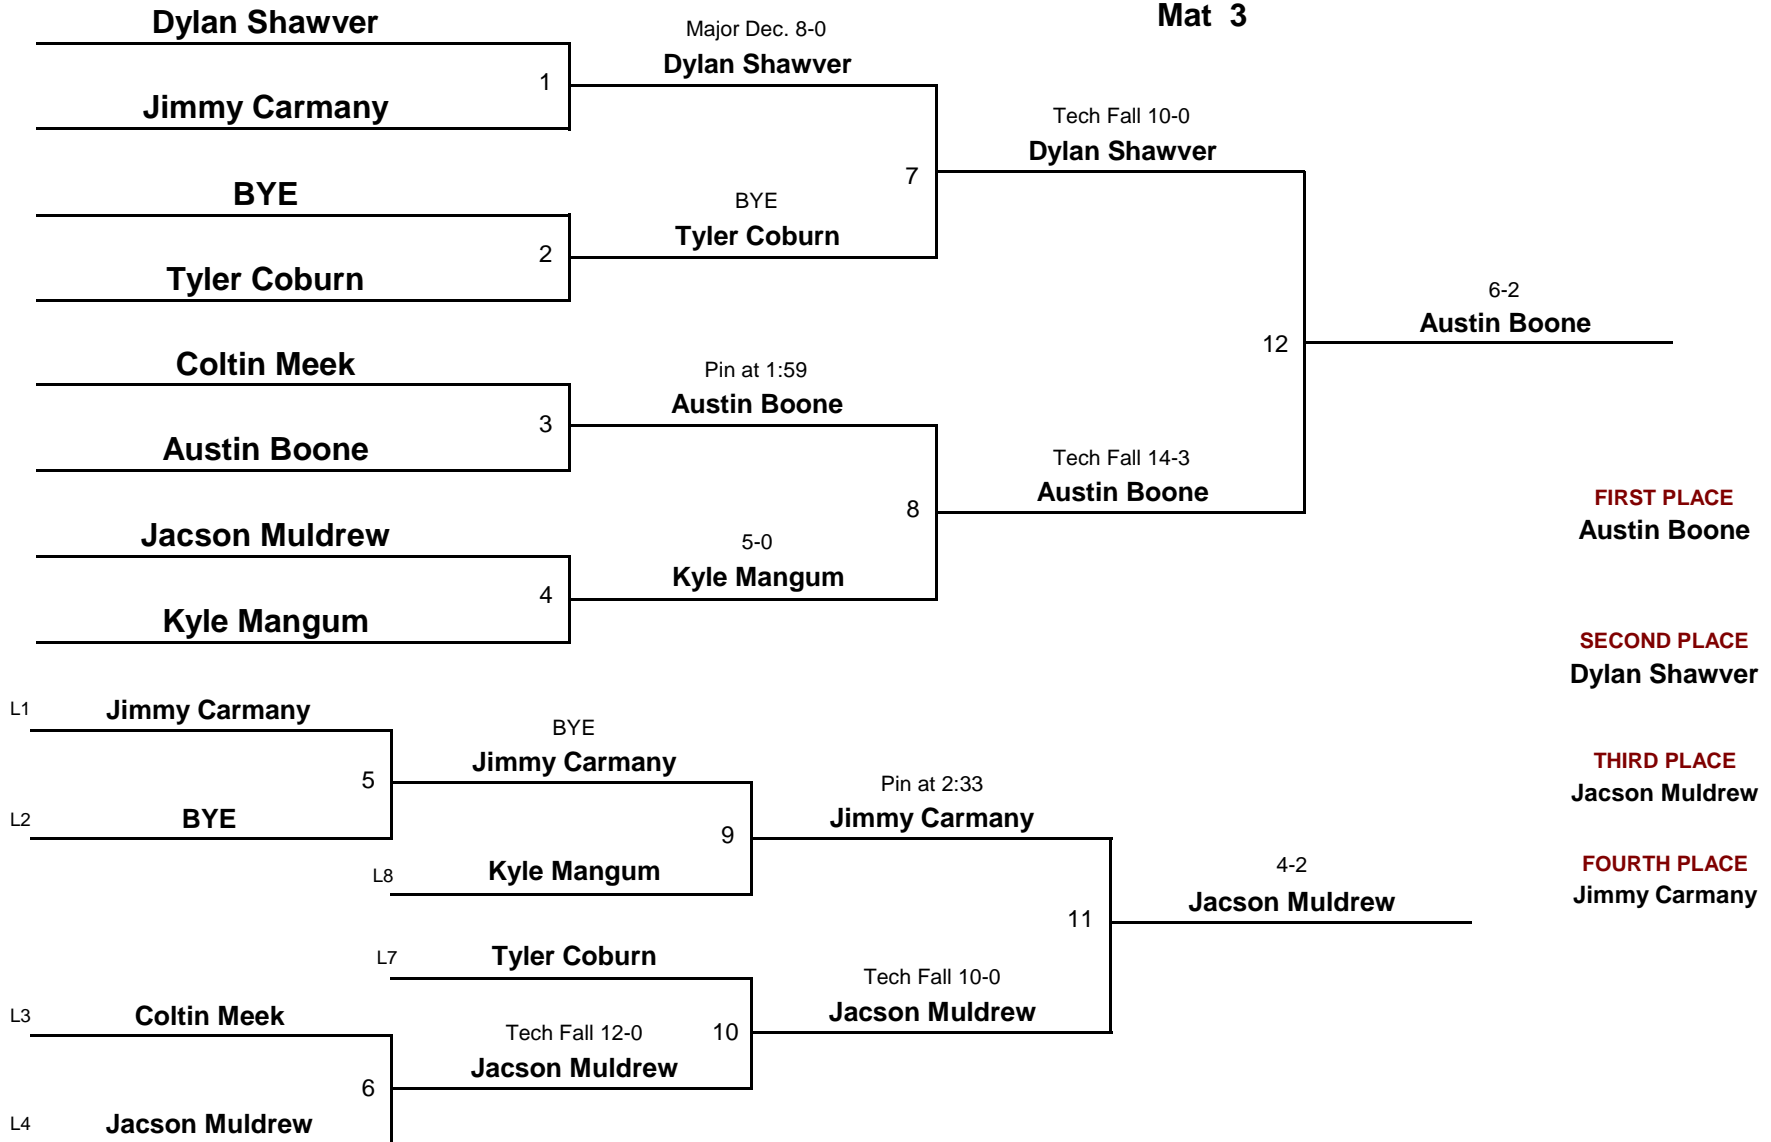 Mat 3
Dylan Shawver
Jimmy Carmany
1
Major Dec. 8-0
Dylan Shawver
BYE
Tyler Coburn
2
BYE
Tyler Coburn
7
Tech Fall 10-0
Dylan Shawver
Coltin Meek
Austin Boone
3
Pin at 1:59
Austin Boone
Jacson Muldrew
Kyle Mangum
4
5-0
Kyle Mangum
8
Tech Fall 14-3
Austin Boone
12
6-2
Austin Boone
FIRST PLACE
Austin Boone
SECOND PLACE
Dylan Shawver
THIRD PLACE
Jacson Muldrew
FOURTH PLACE
Jimmy Carmany
L1
Jimmy Carmany
L2
BYE
5
BYE
Jimmy Carmany
L8
Kyle Mangum
9
Pin at 2:33
Jimmy Carmany
L7
Tyler Coburn
L3
Coltin Meek
L4
Jacson Muldrew
6
Tech Fall 12-0
Jacson Muldrew
10
Tech Fall 10-0
Jacson Muldrew
11
4-2
Jacson Muldrew